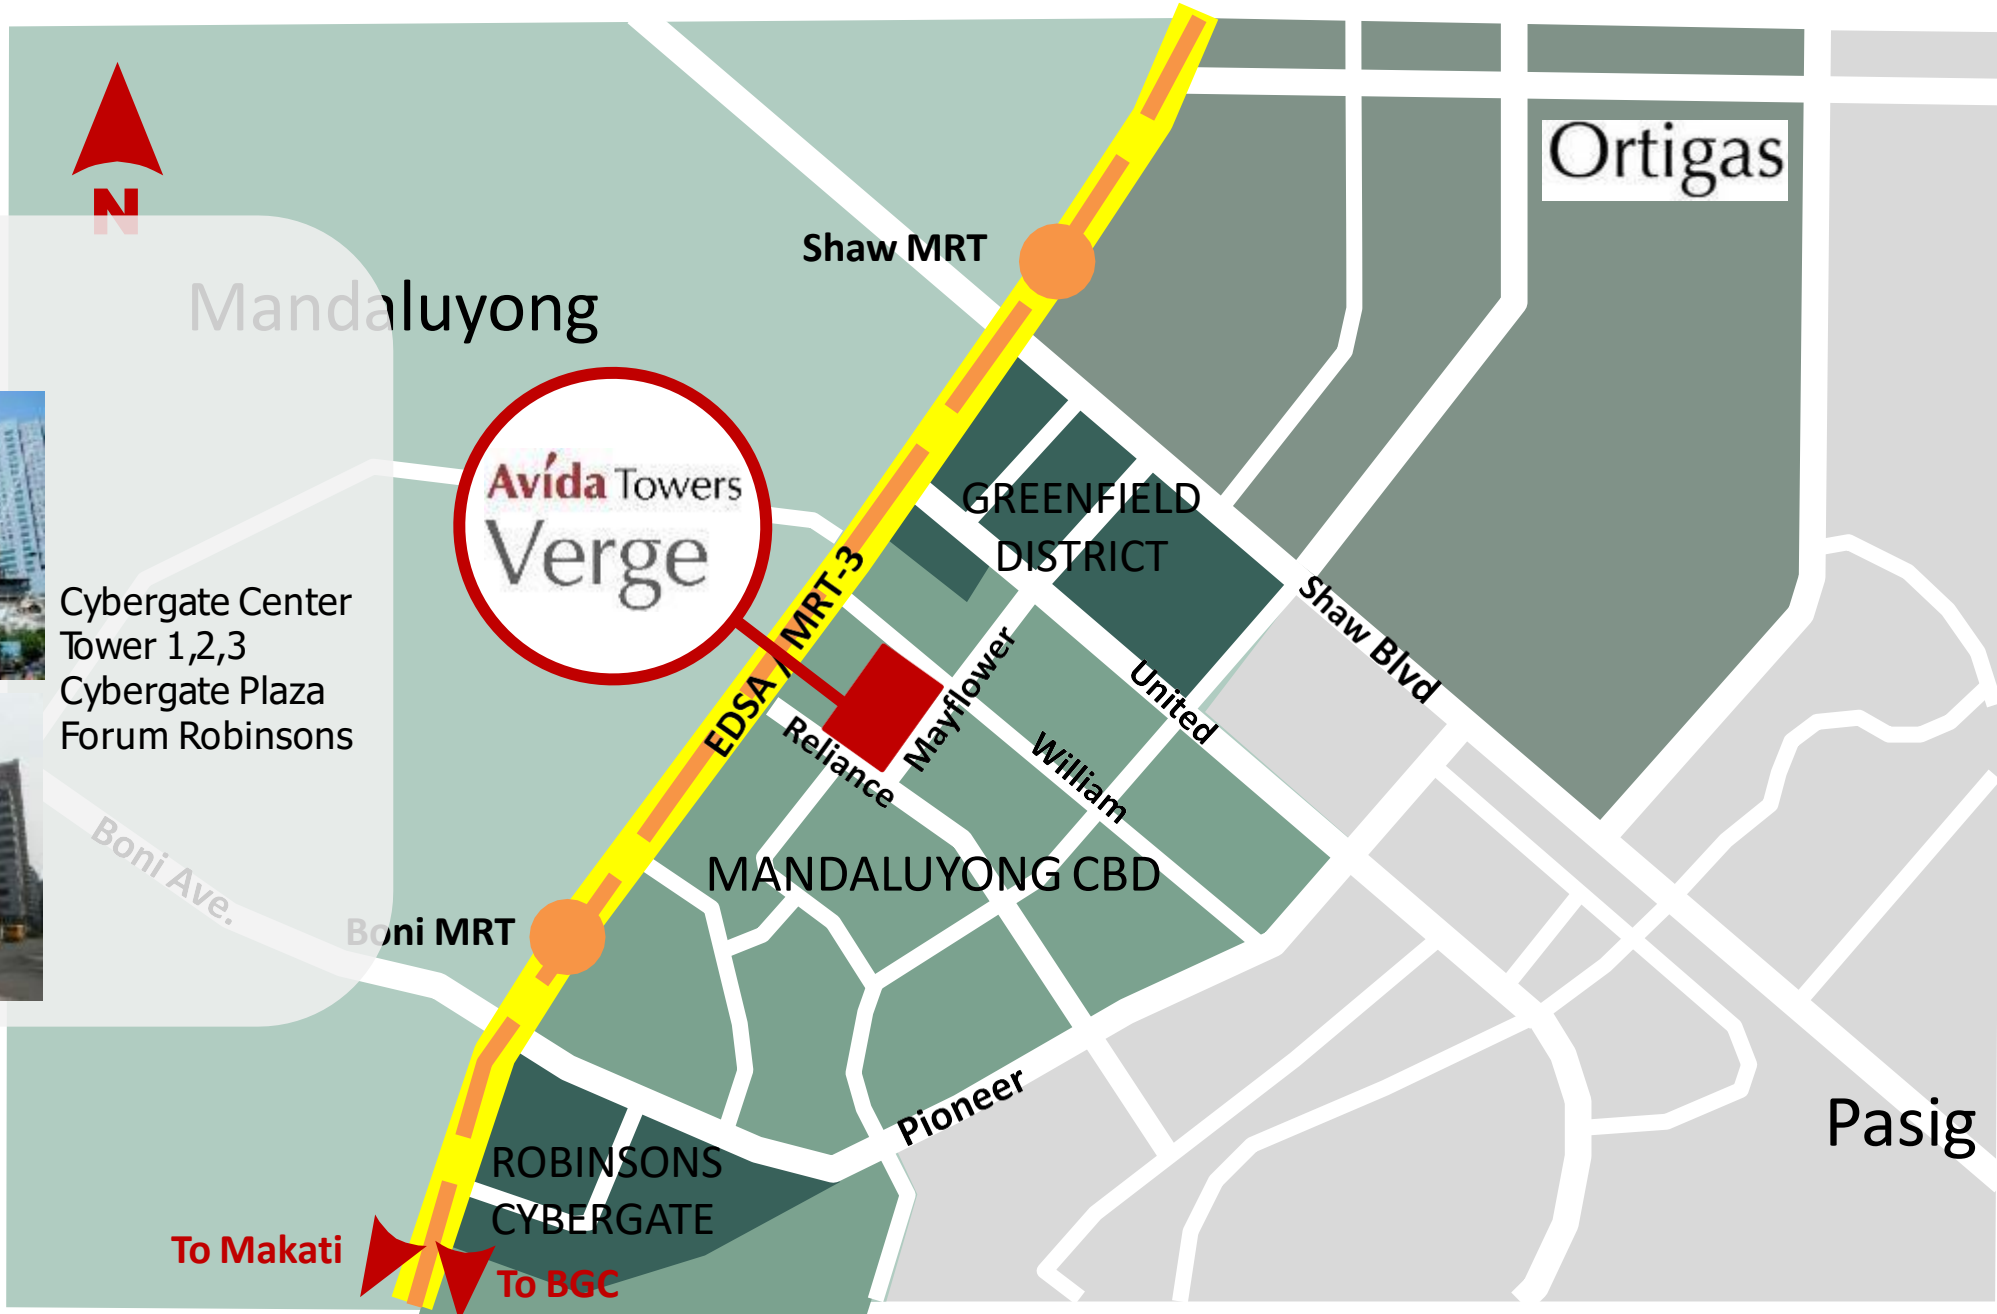 Ortigas
N
Shaw MRT
Mandaluyong
Avida Towers
Verge
GREENFIELD
DISTRICT
EDSA / MRT-3
Cybergate Center
Tower 1,2,3
Cybergate Plaza
Forum Robinsons
Shaw Blvd
Mayflower
United
Reliance
William
Boni Ave.
MANDALUYONG CBD
Boni MRT
Pioneer
Pasig
ROBINSONS
CYBERGATE
To Makati
To BGC